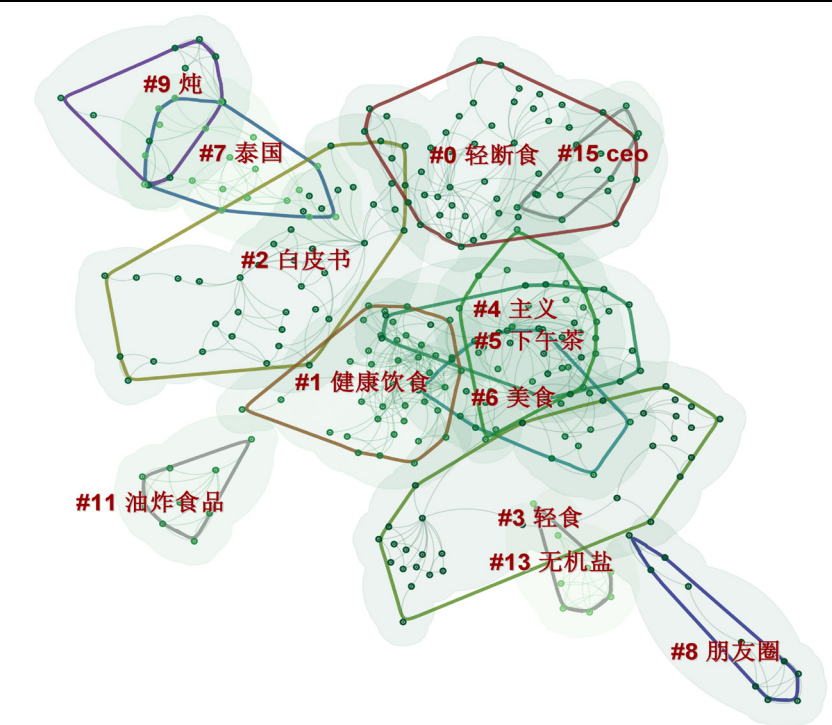 #9 炖
#7 泰国
#0 轻断食
#15 ceo
#2 白皮书
#4 主义
#5 下午茶
#1 健康饮食
#6 美食
#11 油炸食品
#3 轻食
#13 无机盐
#8 朋友圈